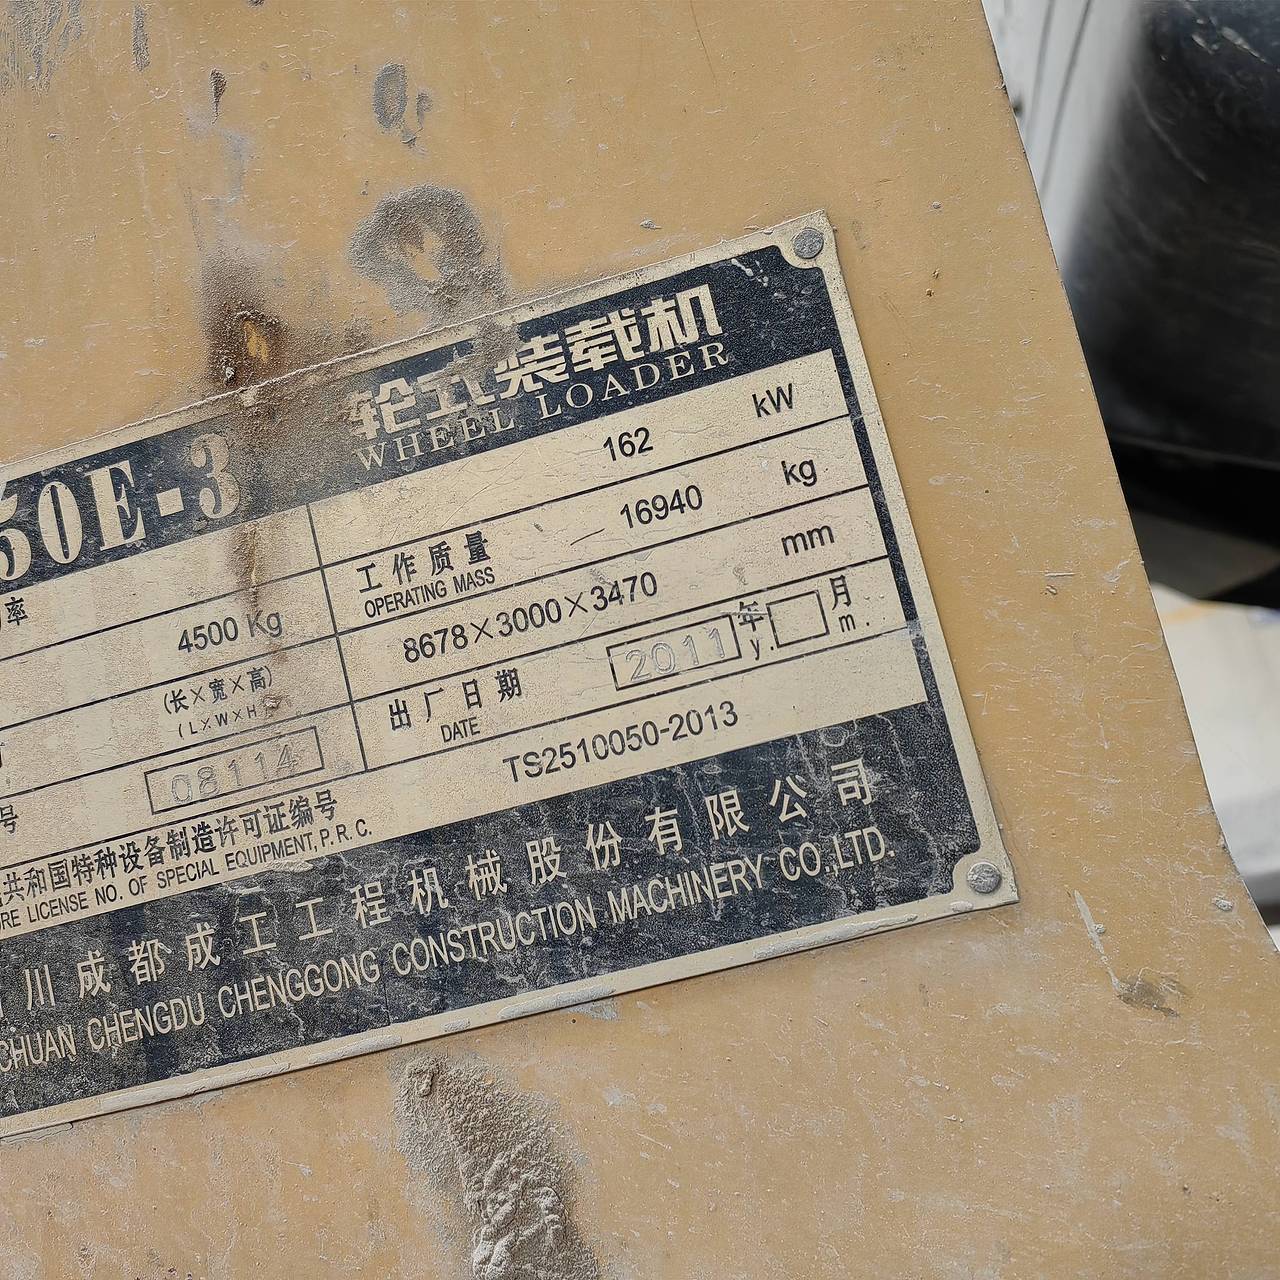 50E-3 轮式装载机
WHEEL LOADER
率 162 kW
4500 Kg 工作质量 16940 kg
OPERATING MASS
(长×宽×高) 8678×3000×3470 mm
(L×W×H)
号 08114 出厂日期 2011 年 月
DATE y. m.
共和国特种设备制造许可证编号 TS2510050-2013
LICENSE NO. OF SPECIAL EQUIPMENT, P.R.C.
川成都成工工程机械股份有限公司
CHUAN CHENGDU CHENGGONG CONSTRUCTION MACHINERY CO.,LTD.